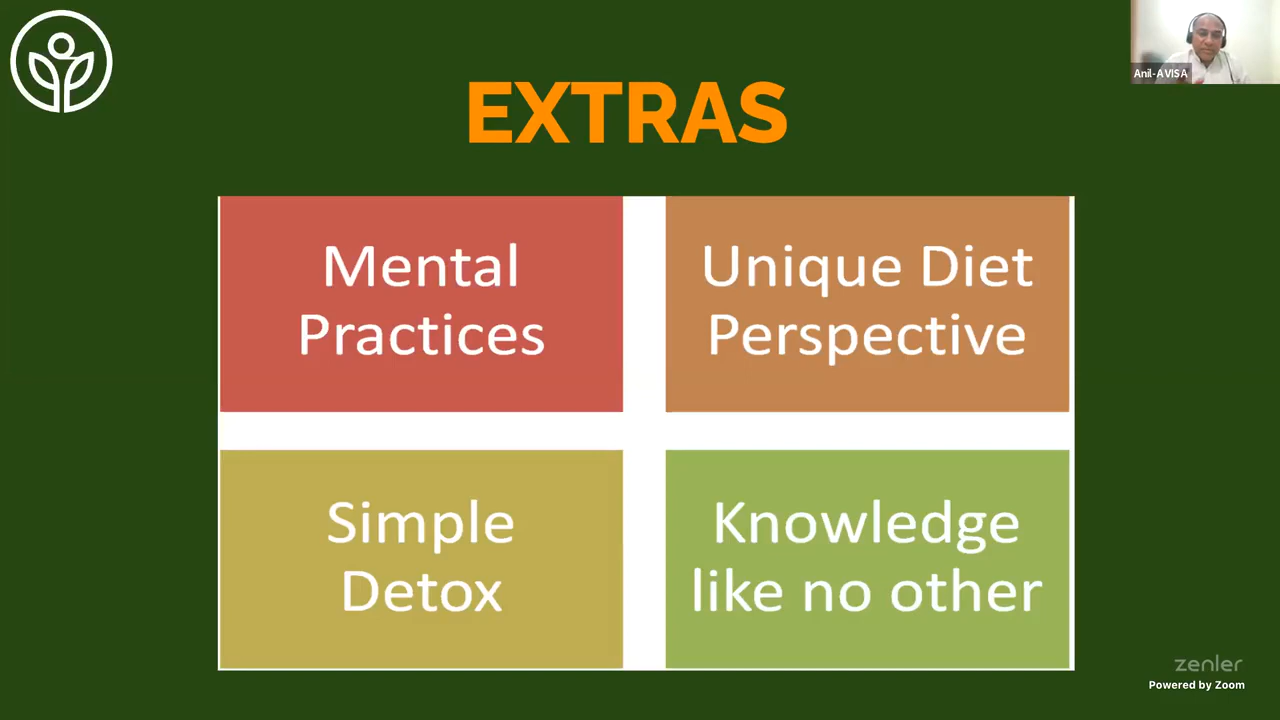 Anil-AVISA
EXTRAS
Mental
Practices
Unique Diet
Perspective
Simple
Detox
Knowledge
like no other
zenler
Powered by Zoom